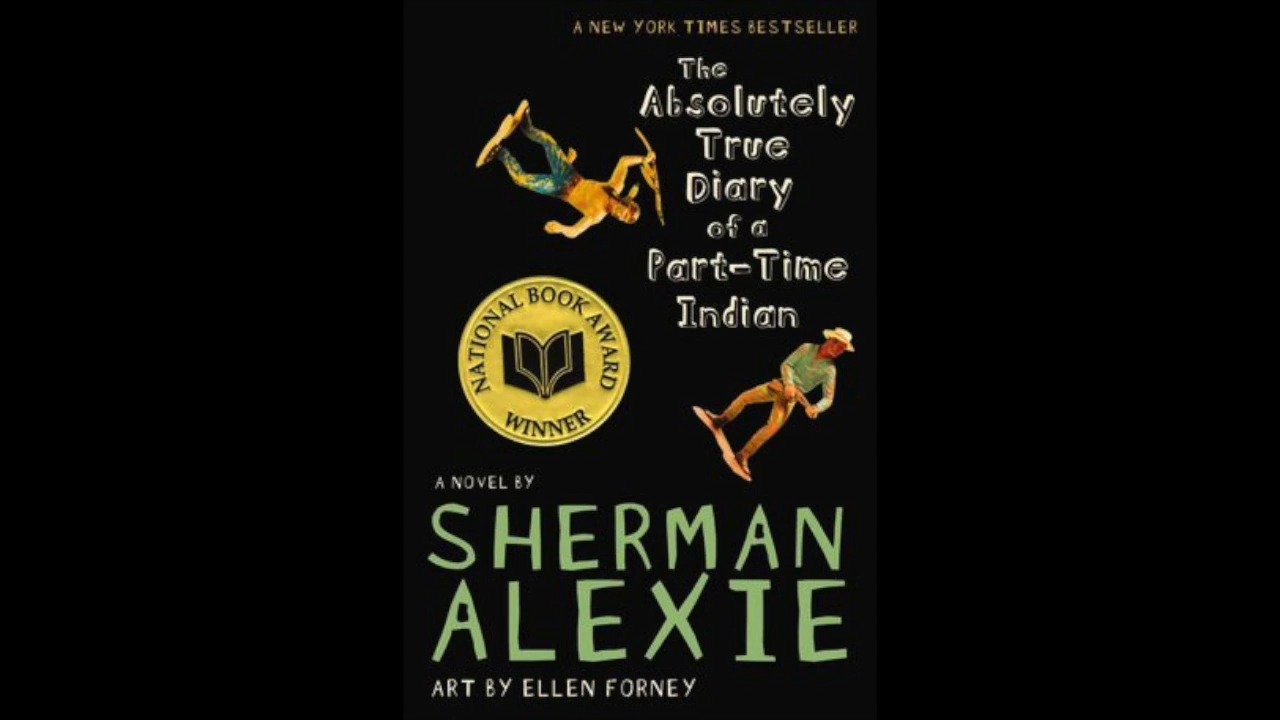 A NEW YORK TIMES BESTSELLER
The
Absolutely
True
Diary
of a
Part-Time
Indian
NATIONAL BOOK AWARD
WINNER
A NOVEL BY
SHERMAN
ALEXIE
ART BY ELLEN FORNEY